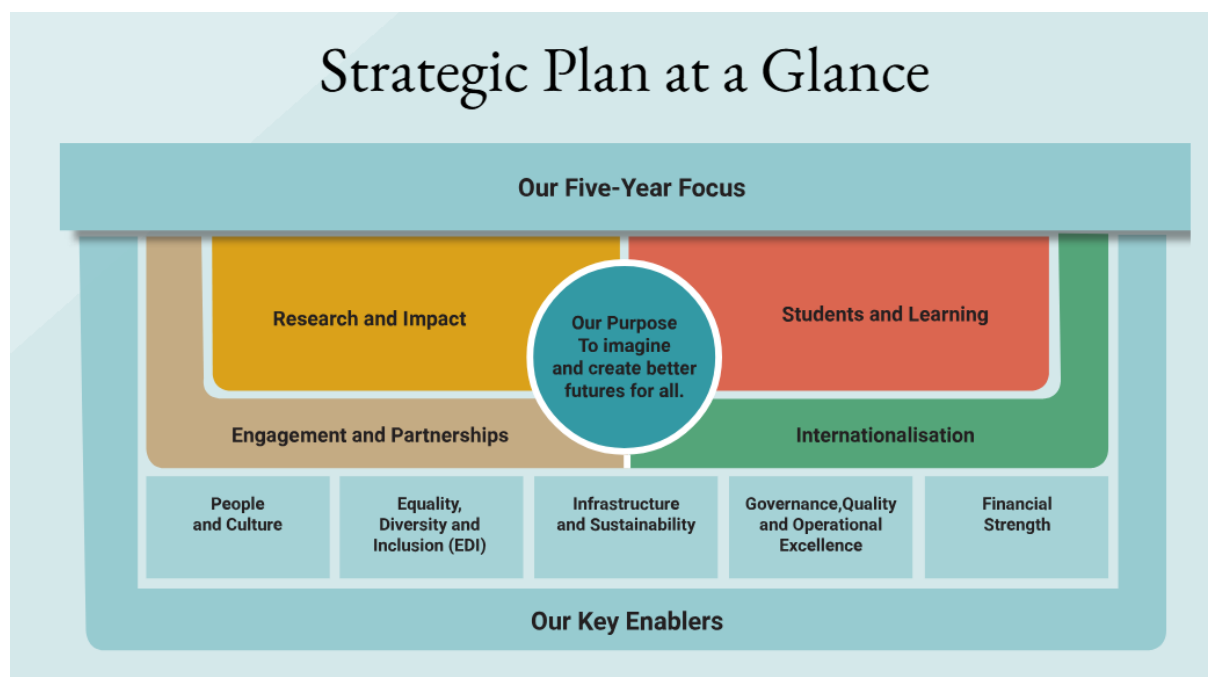 Strategic Plan at a Glance
Our Five-Year Focus
Research and Impact
Students and Learning
Our Purpose
To imagine
and create better
futures for all.
Engagement and Partnerships
Internationalisation
People
and Culture
Equality,
Diversity and
Inclusion (EDI)
Infrastructure
and Sustainability
Governance,Quality
and Operational
Excellence
Financial
Strength
Our Key Enablers